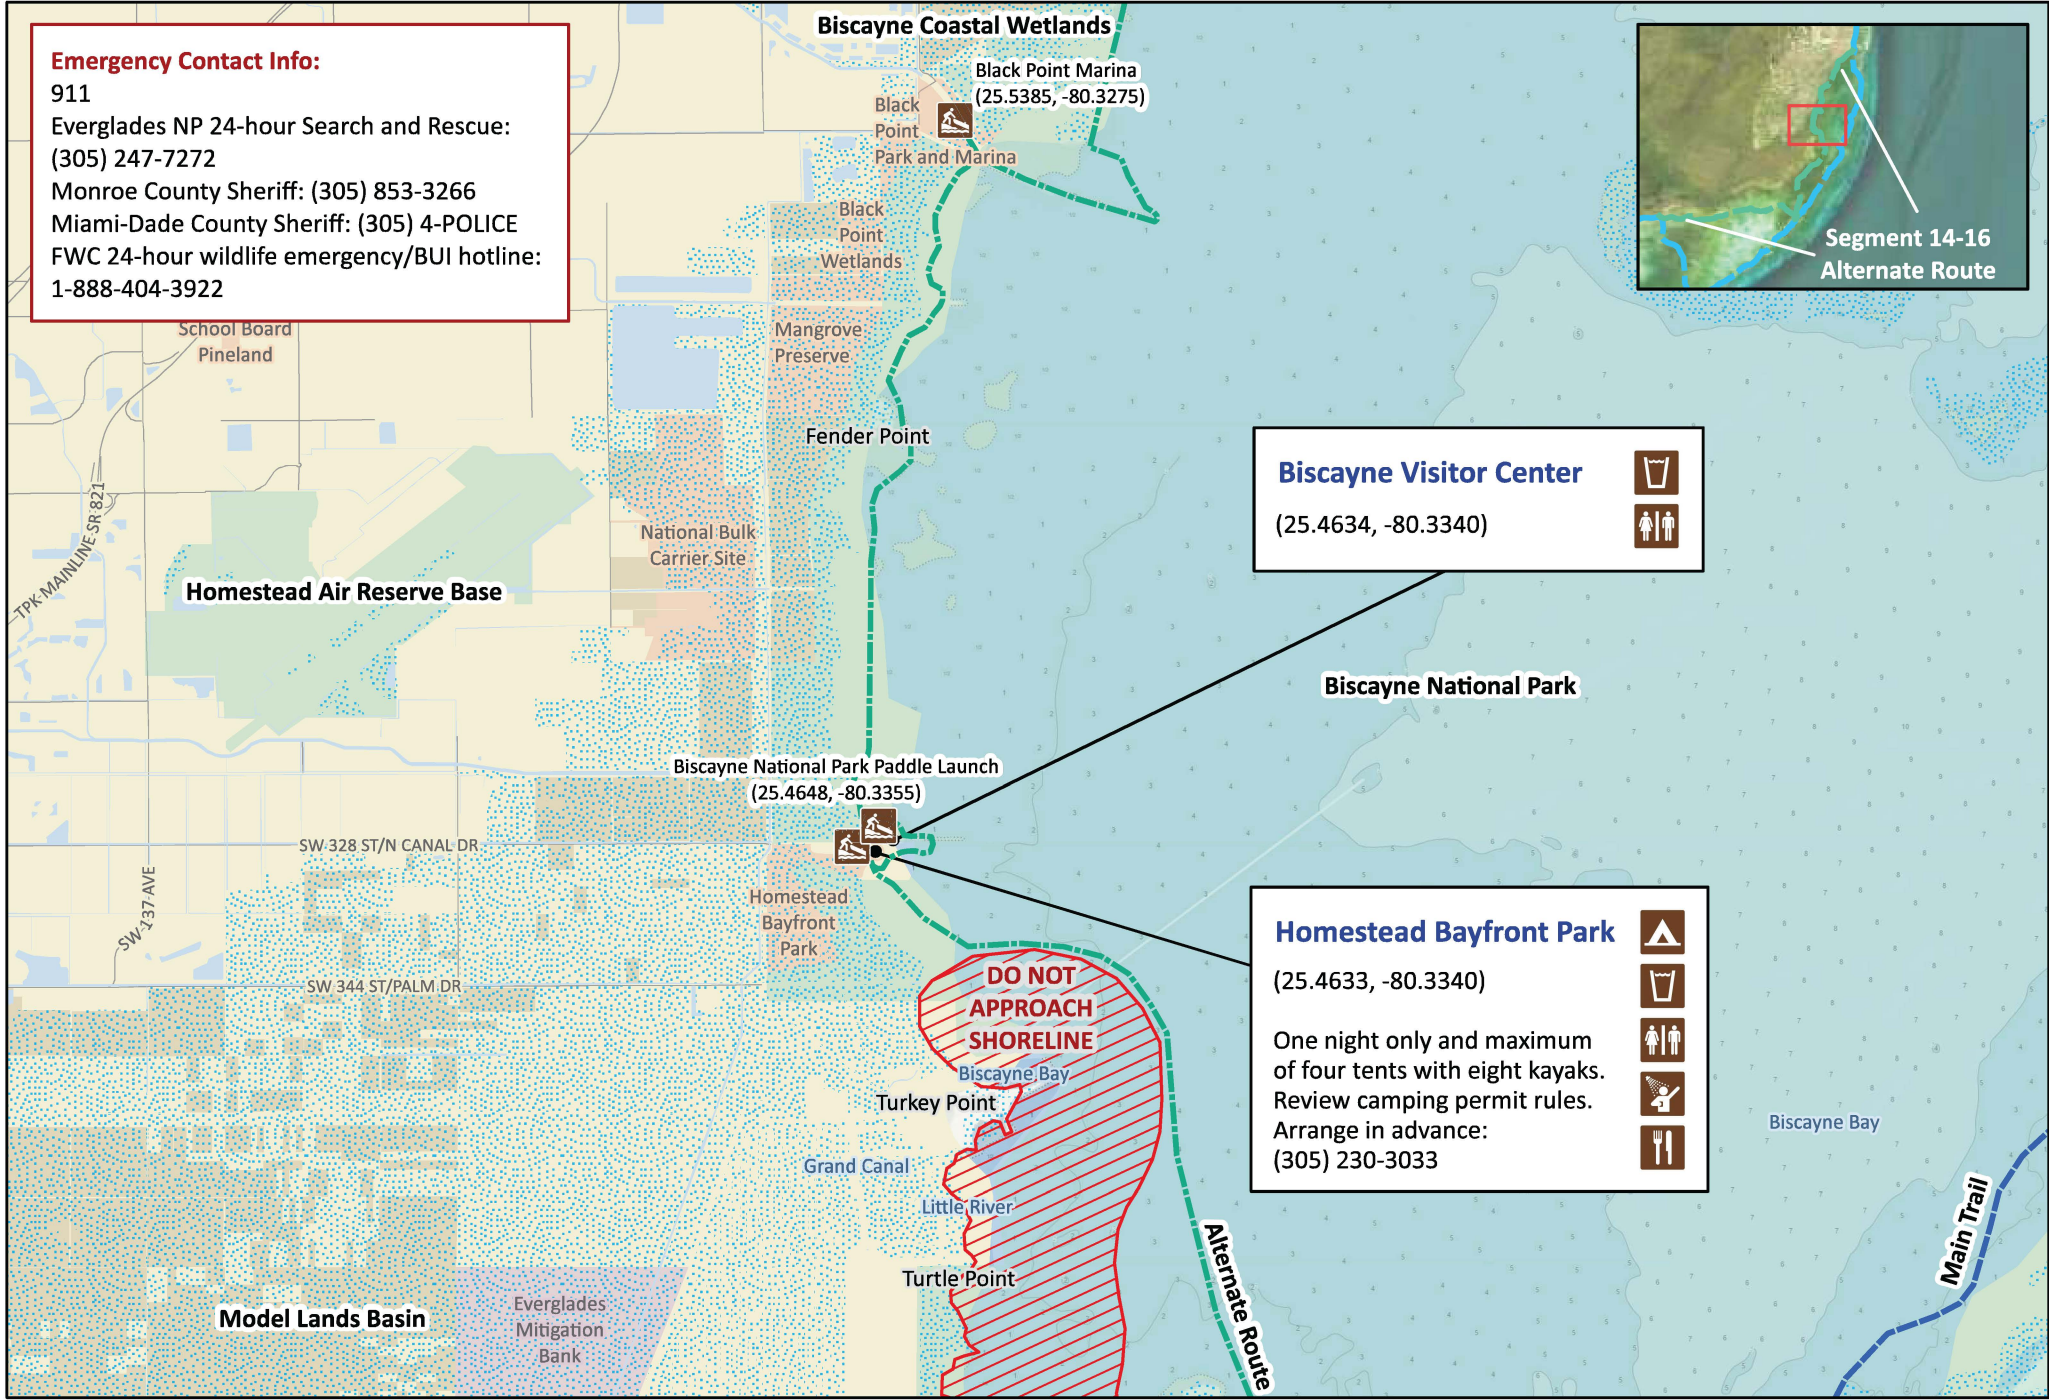 Emergency Contact Info:
911
Everglades NP 24-hour Search and Rescue:
(305) 247-7272
Monroe County Sheriff: (305) 853-3266
Miami-Dade County Sheriff: (305) 4-POLICE
FWC 24-hour wildlife emergency/BUI hotline:
1-888-404-3922
Biscayne Coastal Wetlands
Black Point Marina
(25.5385, -80.3275)
Black
Point
Park and Marina
Segment 14-16
Alternate Route
Black
Point
Wetlands
School Board
Pineland
Mangrove
Preserve
Fender Point
Biscayne Visitor Center
(25.4634, -80.3340)
TPK-MAINLINE-SR 821
National Bulk
Carrier Site
Homestead Air Reserve Base
Biscayne National Park
Biscayne National Park Paddle Launch
(25.4648, -80.3355)
SW 328 ST/N CANAL DR
SW-137-AVE
Homestead
Bayfront
Park
SW 344 ST/PALM DR
Homestead Bayfront Park
(25.4633, -80.3340)
One night only and maximum
of four tents with eight kayaks.
Review camping permit rules.
Arrange in advance:
(305) 230-3033
DO NOT
APPROACH
SHORELINE
Biscayne Bay
Turkey Point
Grand Canal
Little River
Turtle Point
Biscayne Bay
Main Trail
Alternate Route
Model Lands Basin
Everglades
Mitigation
Bank